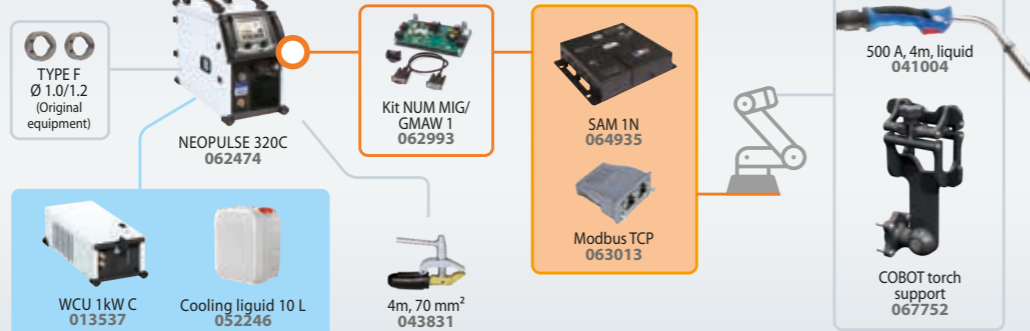 TYPE F
Ø 1.0/1.2
(Original
equipment)
NEOPULSE 320C
062474
Kit NUM MIG/
GMAW 1
062993
SAM 1N
064935
Modbus TCP
063013
500 A, 4m, liquid
041004
COBOT torch
support
067752
WCU 1kW C
013537
Cooling liguid 10 L
052246
4m, 70 mm²
043831